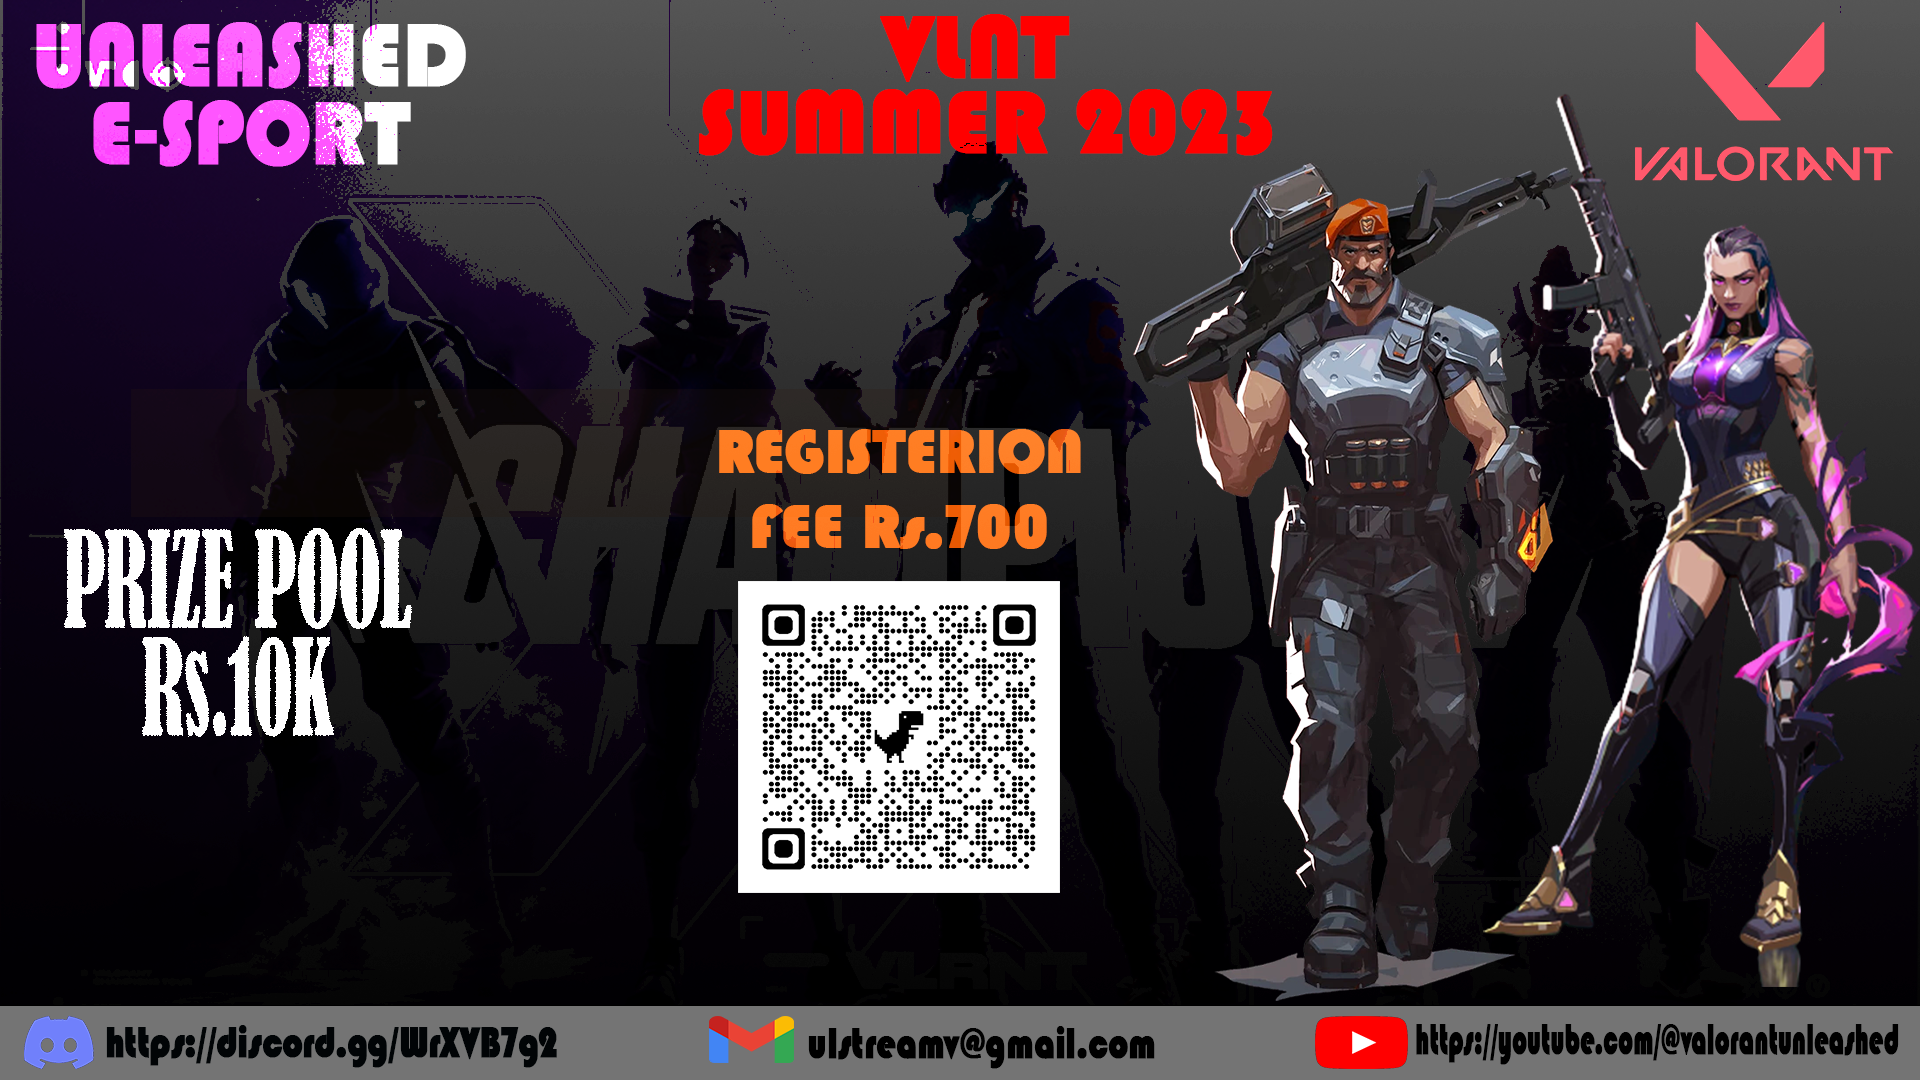 UNLEASHED
E-SPORT
VLNT
SUMMER 2023
VALORANT
REGISTERION
FEE Rs.700
PRIZE POOL
Rs.10K
VLRNT
https://discord.gg/WrXVB7g2
ulstreamv@gmail.com
https://youtube.com/@valorantunleashed